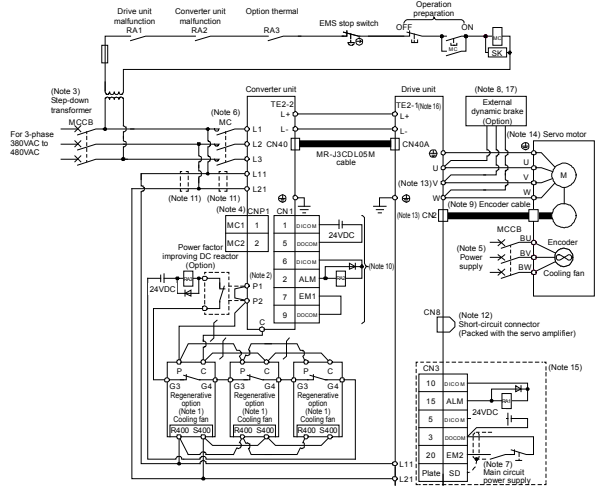 Drive unit malfunction
RA1
Converter unit malfunction
RA2
Option thermal
RA3
EMS stop switch
Operation preparation
OFF
ON
MC
MC
SK
(Note 3)
Step-down transformer
MCCB
For 3-phase
380VAC to
480VAC
(Note 6)
MC
Converter unit
TE2-2
L+
L-
CN40
L1
L2
L3
L11
L21
(Note 11)
(Note 11)
MR-J3CDL05M
cable
Drive unit
TE2-1 (Note 16)
L+
L-
CN40A
U
(Note 13) V
W
(Note 13) CN2
(Note 8, 17)
External
dynamic brake
(Option)
(Note 14) Servo motor
U
V
W
M
(Note 9) Encoder cable
MCCB
(Note 5)
Power
supply
BU
BV
BW
Encoder
Cooling fan
(Note 4) CNP1
MC1 1
MC2 2
CN1
1 DICOM
5 DOCOM
6 DICOM
2 ALM
7 EM1
9 DOCOM
24VDC
RA2
(Note 10)
Power factor
improving DC reactor
(Option)
24VDC
RA3
(Note 2)
P1
P2
C
CN8
(Note 12)
Short-circuit connector
(Packed with the servo amplifier)
P C
G3 G4
Regenerative
option
(Note 1)
Cooling fan
R400 S400
P C
G3 G4
Regenerative
option
(Note 1)
Cooling fan
R400 S400
P C
G3 G4
Regenerative
option
(Note 1)
Cooling fan
R400 S400
CN3
(Note 15)
10 DICOM
15 ALM
5 DICOM
3 DOCOM
20 EM2
Plate SD
RA1
24VDC
(Note 7)
Main circuit
power supply
L11
L21